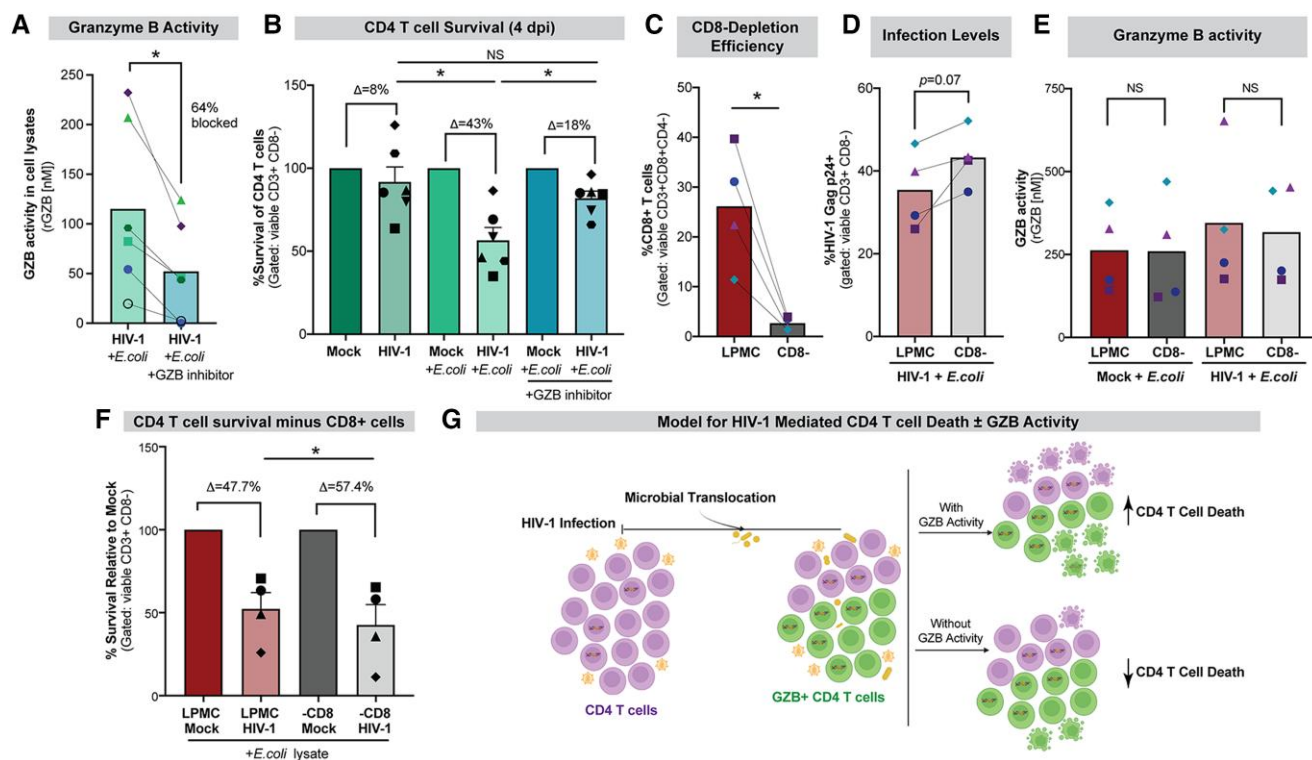 A
Granzyme B Activity
GZB activity in cell lysates
(rGZB [nM])
250
200
150
100
50
0
*
64%
blocked
HIV-1
+E.coli
HIV-1
+E.coli
+GZB inhibitor
B
CD4 T cell Survival (4 dpi)
%Survival of CD4 T cells
(Gated: viable CD3+ CD8-)
150
100
50
0
NS
*
*
Δ=8%
Δ=43%
Δ=18%
Mock
HIV-1
Mock
+E.coli
HIV-1
+E.coli
Mock
+E.coli
HIV-1
+E.coli
+GZB inhibitor
C
CD8-Depletion
Efficiency
%CD8+ T cells
(Gated: viable CD3+CD8+CD4-)
50
40
30
20
10
0
*
LPMC
CD8-
D
Infection Levels
%HIV-1 Gag p24+
(gated: viable CD3+ CD8-)
60
50
40
30
20
10
0
p=0.07
LPMC
CD8-
HIV-1 + E.coli
E
Granzyme B activity
GZB activity
(rGZB [nM])
750
500
250
0
NS
NS
LPMC
CD8-
LPMC
CD8-
Mock + E.coli
HIV-1 + E.coli
F
CD4 T cell survival minus CD8+ cells
% Survival Relative to Mock
(Gated: viable CD3+ CD8-)
150
100
50
0
*
Δ=47.7%
Δ=57.4%
LPMC
Mock
LPMC
HIV-1
-CD8
Mock
-CD8
HIV-1
+E.coli lysate
G
Model for HIV-1 Mediated CD4 T cell Death ± GZB Activity
Microbial Translocation
HIV-1 Infection
CD4 T cells
GZB+ CD4 T cells
With
GZB Activity
CD4 T Cell Death
Without
GZB Activity
CD4 T Cell Death